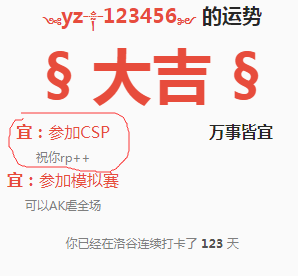 ༺yz-༒-123456༻ 的运势
§ 大吉 §
宜：参加CSP 万事皆宜
祝你rp++
宜：参加模拟赛
可以AK虐全场
你已经在洛谷连续打卡了 123 天